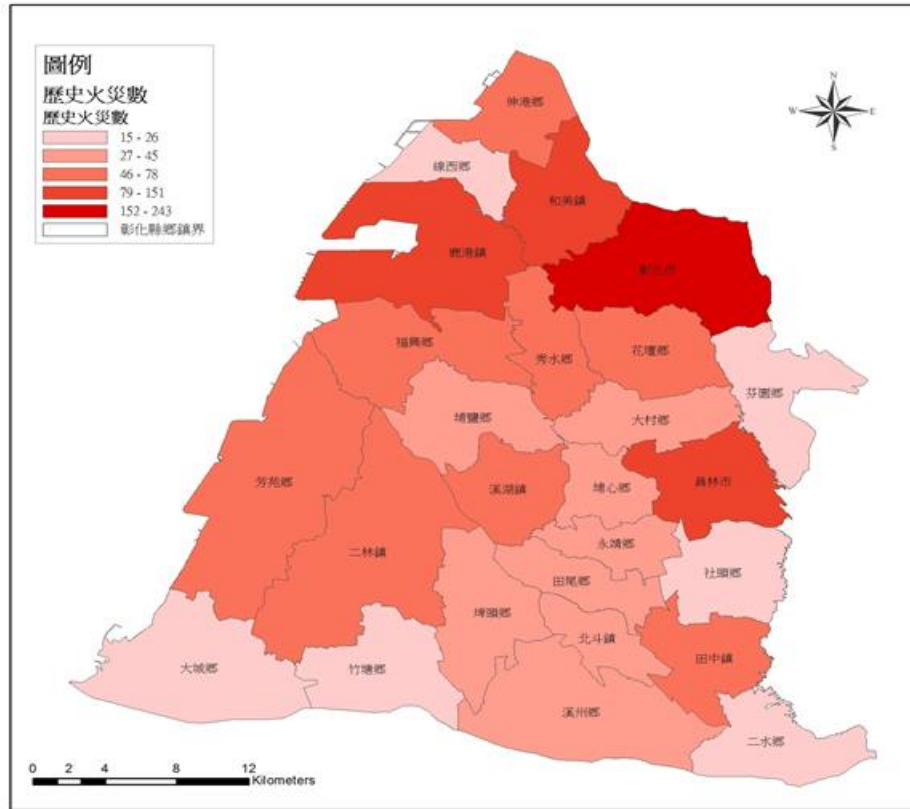 圖例
歷史火災數
歷史火災數
15 - 26
27 - 45
46 - 78
79 - 151
152 - 243
彰化縣鄉鎮界
N
W
E
S
伸港鄉
線西鄉
和美鎮
鹿港鎮
彰化市
福興鄉
秀水鄉
花壇鄉
芬園鄉
埔鹽鄉
大村鄉
芳苑鄉
溪湖鎮
埔心鄉
員林市
永靖鄉
二林鎮
田尾鄉
社頭鄉
埤頭鄉
北斗鎮
田中鎮
大城鄉
竹塘鄉
溪州鄉
二水鄉
0 2 4 8 12
Kilometers